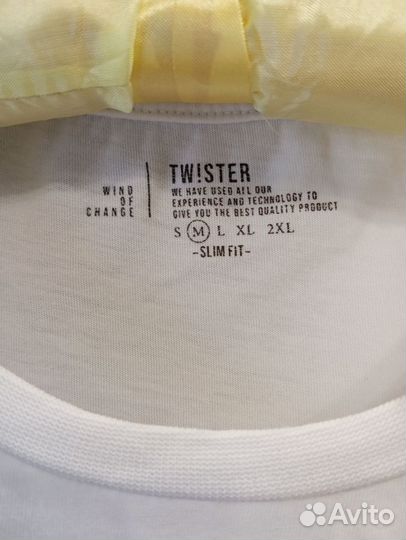 WIND
OF
CHANGE
TW!STER
WE HAVE USED ALL OUR
EXPERIENCE AND TECHNOLOGY TO
GIVE YOU THE BEST QUALITY PRODUCT
S M L XL 2XL
-SLIM FIT-
Avito